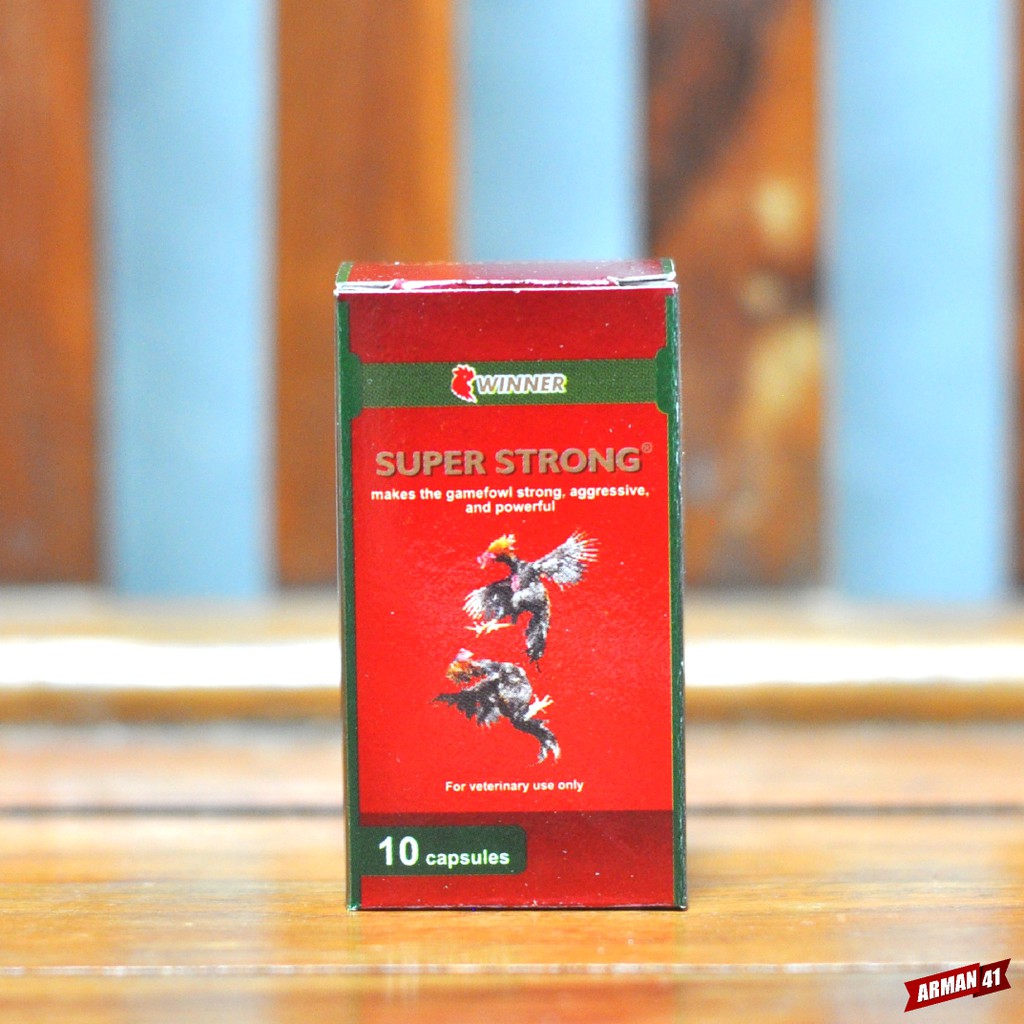 WINNER
SUPER STRONG®
makes the gamefowl strong, aggressive,
and powerful
For veterinary use only
10 capsules
ARMAN 41